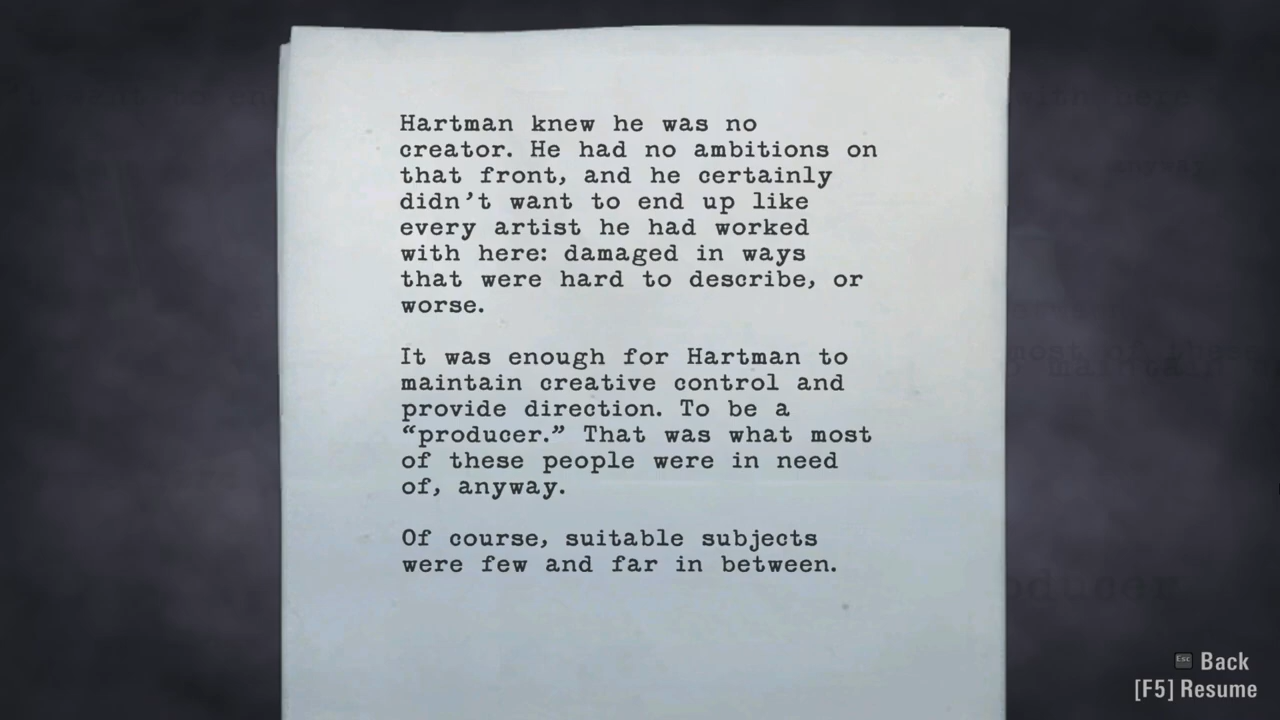 Hartman knew he was no
creator. He had no ambitions on
that front, and he certainly
didn’t want to end up like
every artist he had worked
with here: damaged in ways
that were hard to describe, or
worse.
It was enough for Hartman to
maintain creative control and
provide direction. To be a
“producer.” That was what most
of these people were in need
of, anyway.
Of course, suitable subjects
were few and far in between.
Esc Back
[F5] Resume